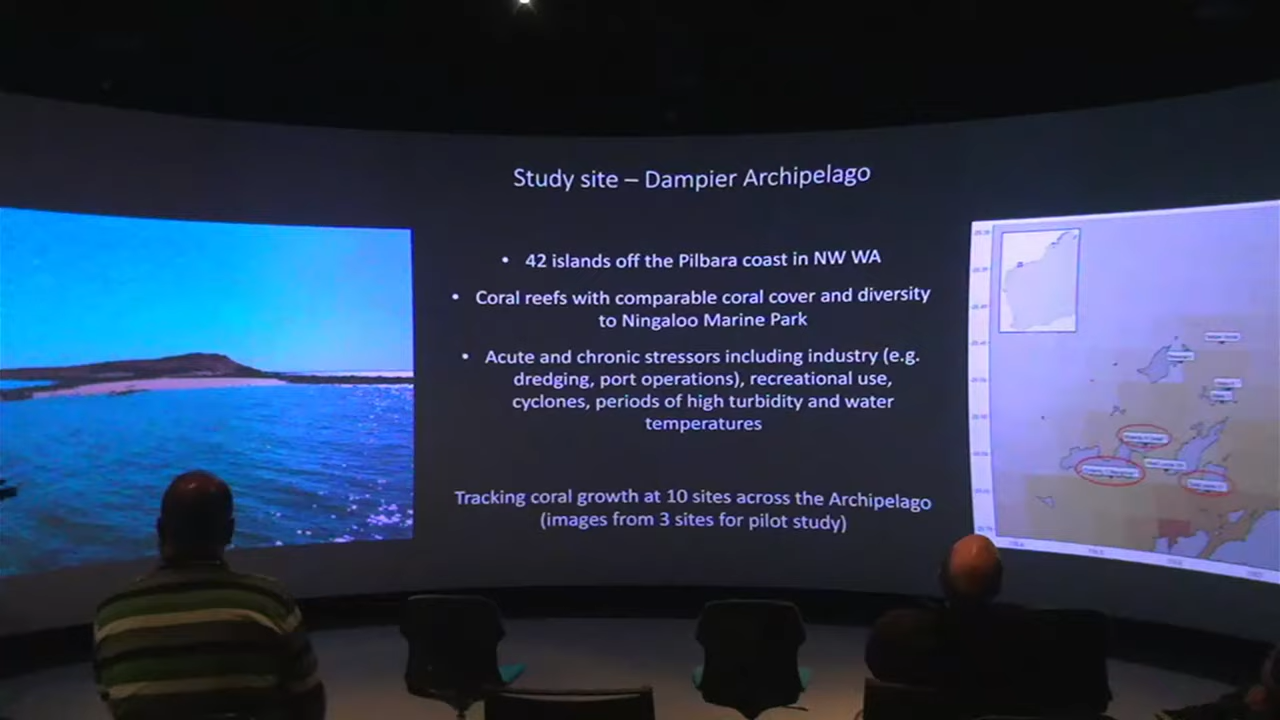 Study site – Dampier Archipelago
• 42 islands off the Pilbara coast in NW WA
• Coral reefs with comparable coral cover and diversity
to Ningaloo Marine Park
• Acute and chronic stressors including industry (e.g.
dredging, port operations), recreational use,
cyclones, periods of high turbidity and water
temperatures
Tracking coral growth at 10 sites across the Archipelago
(images from 3 sites for pilot study)